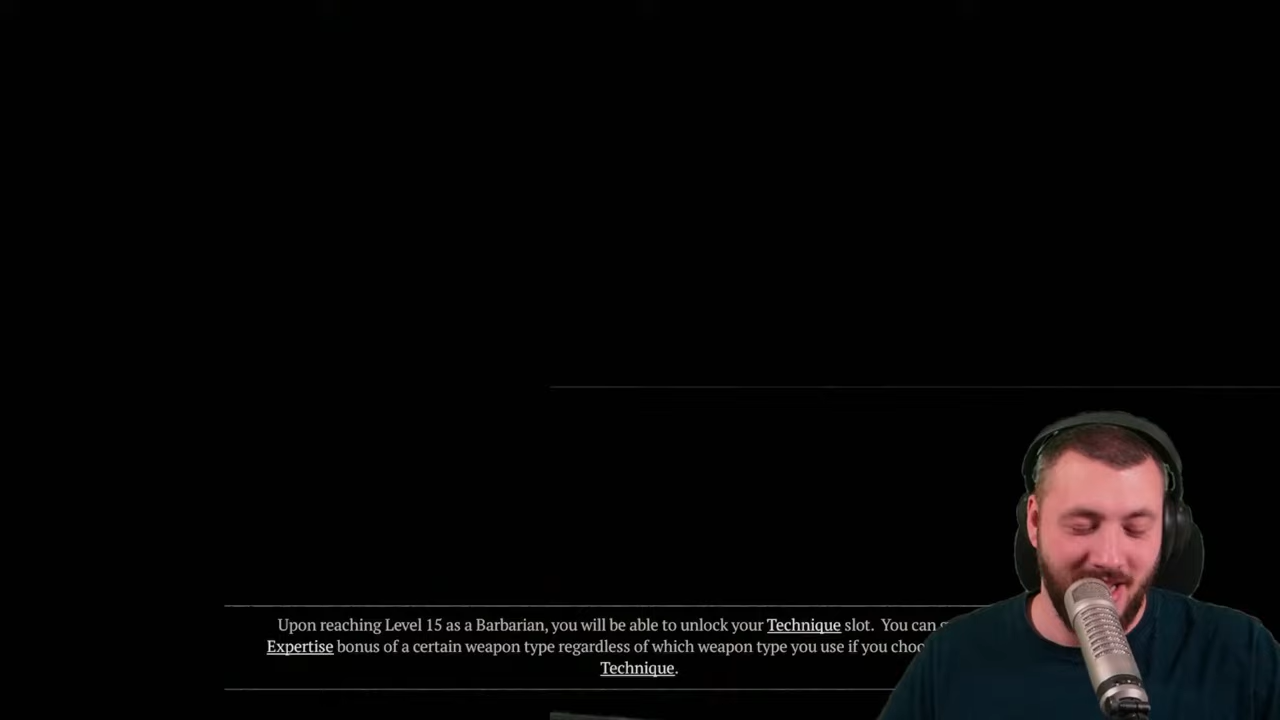 Upon reaching Level 15 as a Barbarian, you will be able to unlock your Technique slot. You can
Expertise bonus of a certain weapon type regardless of which weapon type you use if you
Technique.